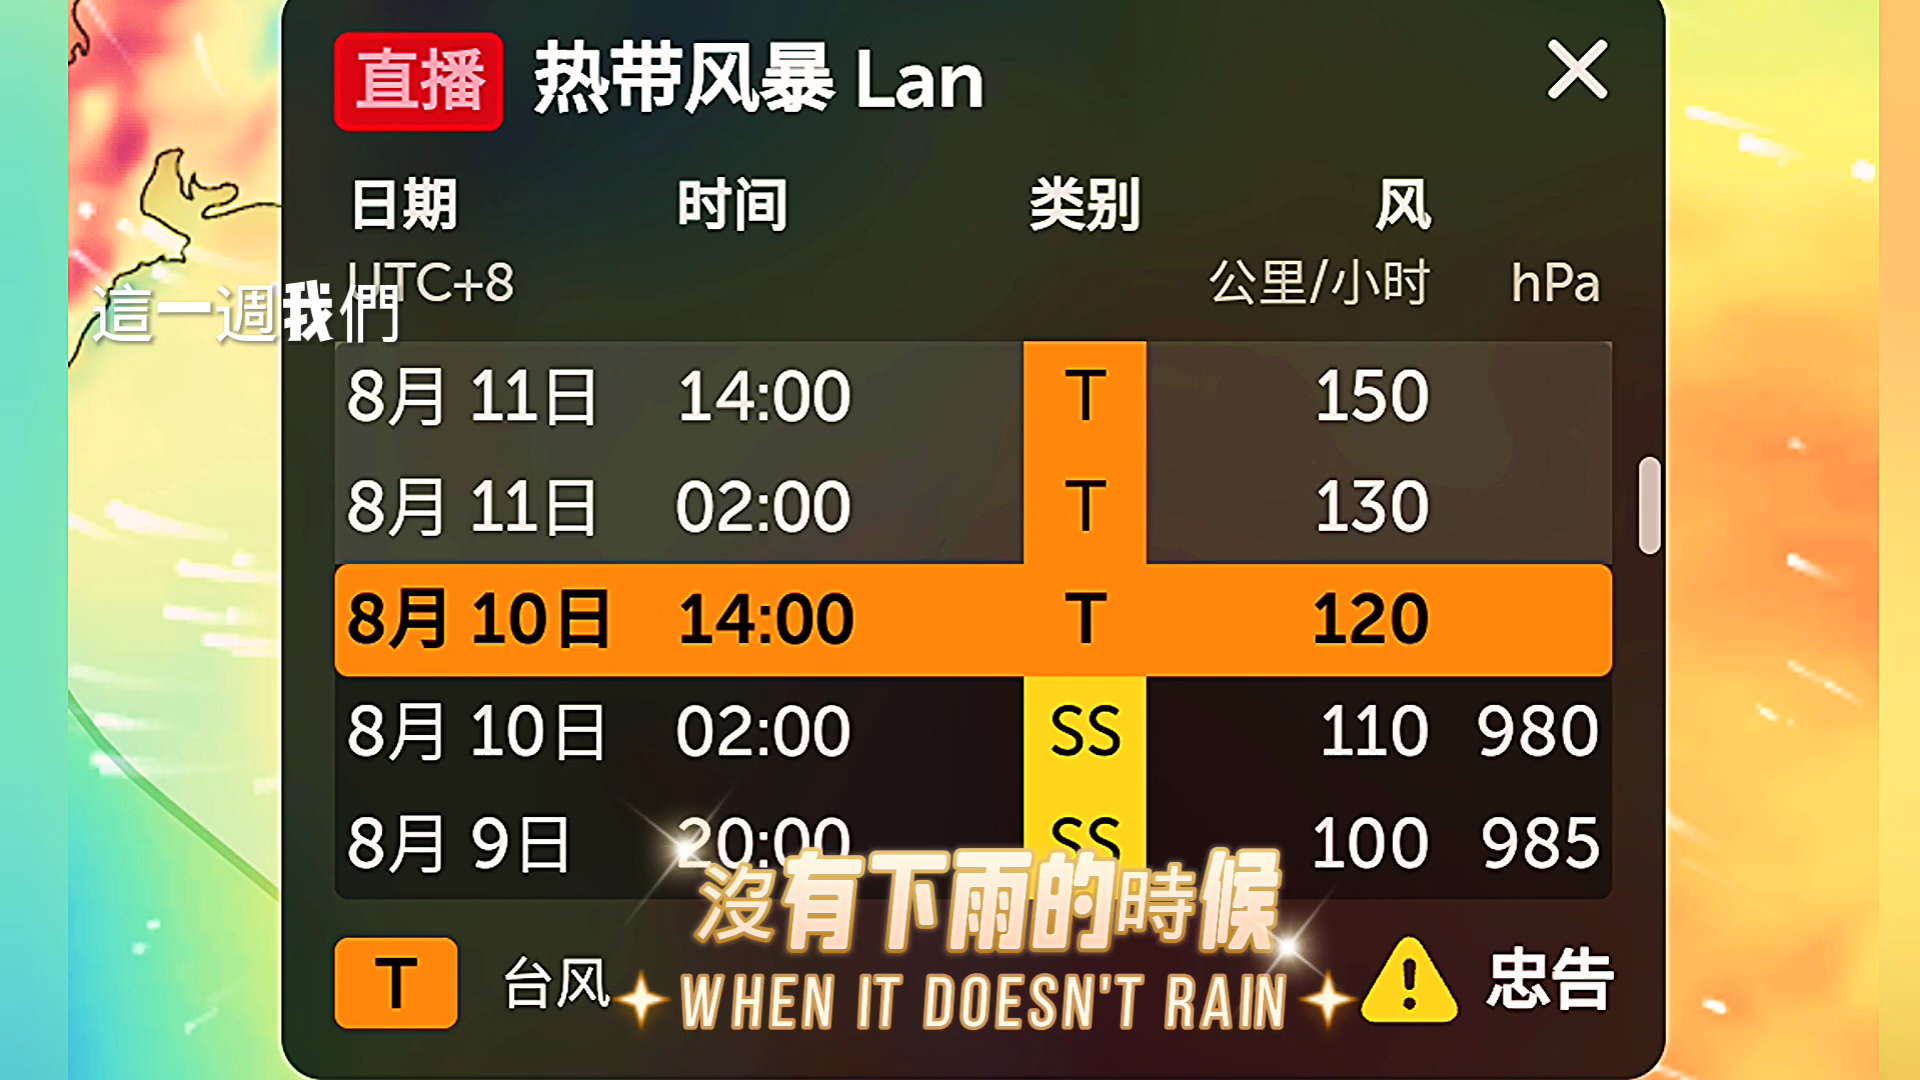 直播 热带风暴 Lan
日期 时间 类别 风
UTC+8 公里/小时 hPa
這一週我們
8月 11日 14:00 T 150
8月 11日 02:00 T 130
8月 10日 14:00 T 120
8月 10日 02:00 SS 110 980
8月 9日 20:00 SS 100 985
沒有下雨的時候
T 台风 忠告
WHEN IT DOESN'T RAIN